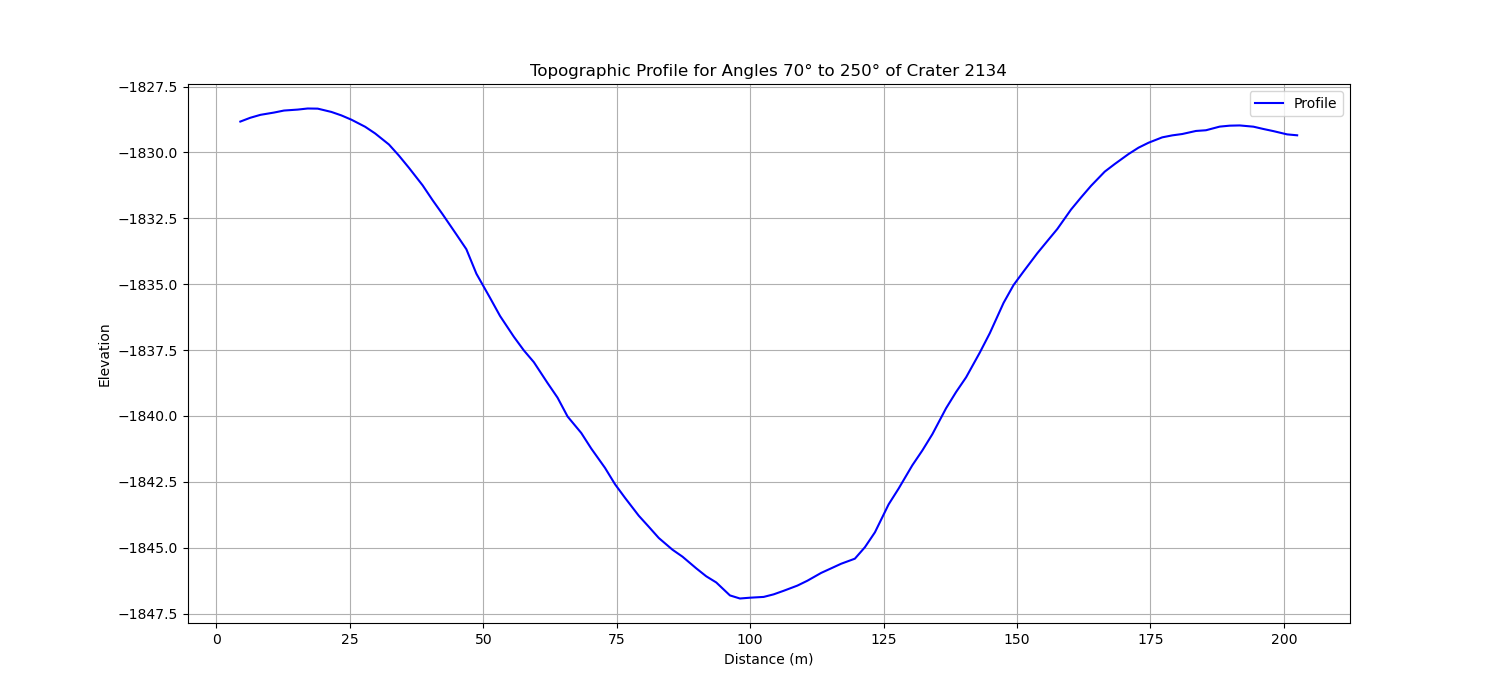 Topographic Profile for Angles 70° to 250° of Crater 2134
Profile
Elevation
−1827.5
−1830.0
−1832.5
−1835.0
−1837.5
−1840.0
−1842.5
−1845.0
−1847.5
0 25 50 75 100 125 150 175 200
Distance (m)